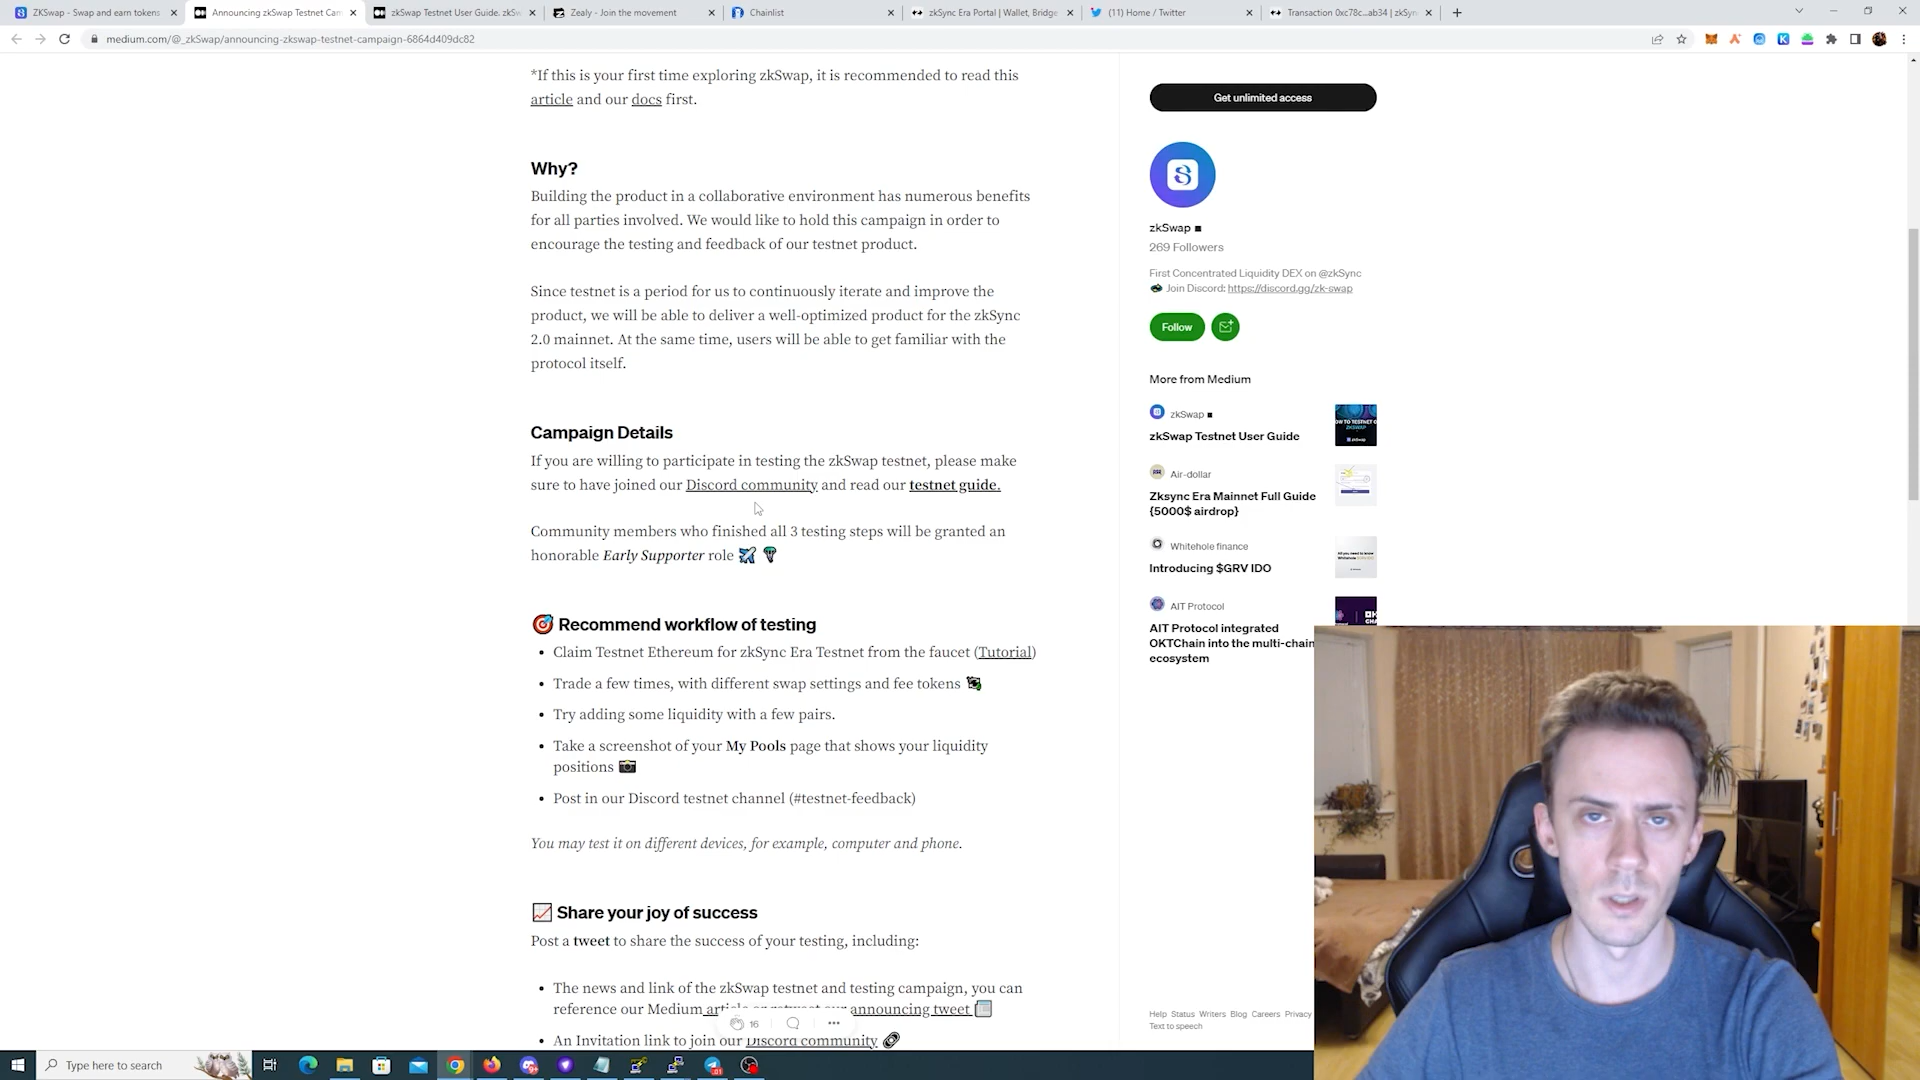 ZKSwap - Swap and earn tokens
Announcing zkSwap Testnet Cam
zkSwap Testnet User Guide. zkSw
Zealy - Join the movement
Chainlist
zkSync Era Portal | Wallet, Bridge
(11) Home / Twitter
Transaction 0xc78c...ab34 | zkSyn
medium.com/@_zkSwap/announcing-zkswap-testnet-campaign-6864d409dc82
*If this is your first time exploring zkSwap, it is recommended to read this
article and our docs first.
Why?
Building the product in a collaborative environment has numerous benefits
for all parties involved. We would like to hold this campaign in order to
encourage the testing and feedback of our testnet product.
Since testnet is a period for us to continuously iterate and improve the
product, we will be able to deliver a well-optimized product for the zkSync
2.0 mainnet. At the same time, users will be able to get familiar with the
protocol itself.
Campaign Details
If you are willing to participate in testing the zkSwap testnet, please make
sure to have joined our Discord community and read our testnet guide.
Community members who finished all 3 testing steps will be granted an
honorable Early Supporter role
Recommend workflow of testing
• Claim Testnet Ethereum for zkSync Era Testnet from the faucet (Tutorial)
• Trade a few times, with different swap settings and fee tokens
• Try adding some liquidity with a few pairs.
• Take a screenshot of your My Pools page that shows your liquidity
positions
• Post in our Discord testnet channel (#testnet-feedback)
You may test it on different devices, for example, computer and phone.
Share your joy of success
Post a tweet to share the success of your testing, including:
• The news and link of the zkSwap testnet and testing campaign, you can
reference our Medium article or retweet our announcing tweet
16
• An Invitation link to join our Discord community
Get unlimited access
zkSwap
269 Followers
First Concentrated Liquidity DEX on @zkSync
Join Discord: https://discord.gg/zk-swap
Follow
More from Medium
zkSwap
zkSwap Testnet User Guide
Air-dollar
Zksync Era Mainnet Full Guide
{5000$ airdrop}
Whitehole finance
Introducing $GRV IDO
AIT Protocol
AIT Protocol integrated
OKTChain into the multi-chain
ecosystem
Help Status Writers Blog Careers Privacy
Text to speech
Type here to search